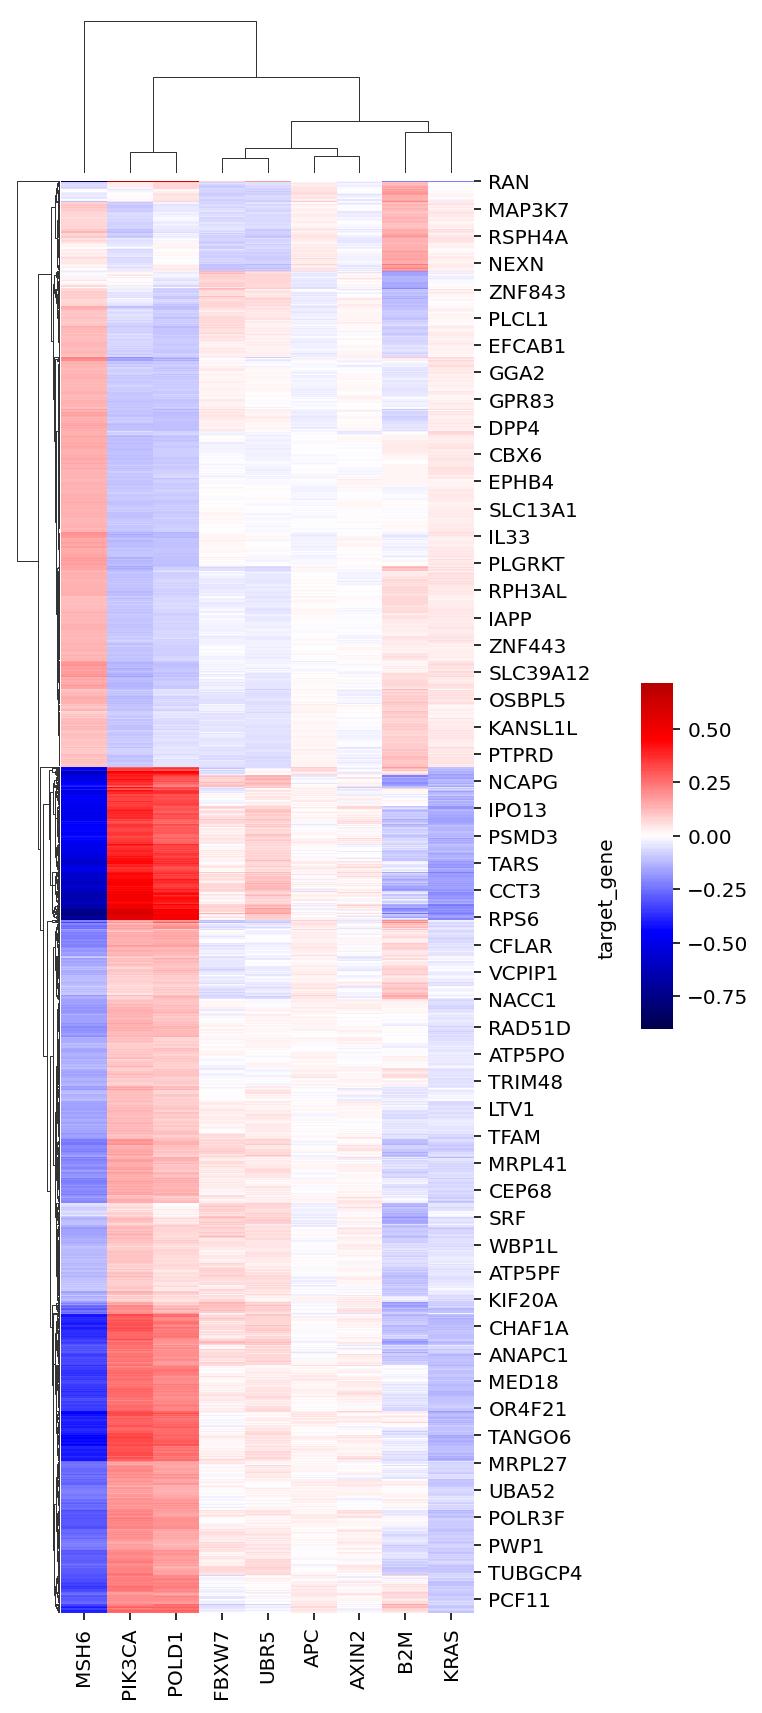 RAN
MAP3K7
RSPH4A
NEXN
ZNF843
PLCL1
EFCAB1
GGA2
GPR83
DPP4
CBX6
EPHB4
SLC13A1
IL33
PLGRKT
RPH3AL
IAPP
ZNF443
SLC39A12
OSBPL5
KANSL1L
PTPRD
NCAPG
IPO13
PSMD3
TARS
CCT3
RPS6
CFLAR
VCPIP1
NACC1
RAD51D
ATP5PO
TRIM48
LTV1
TFAM
MRPL41
CEP68
SRF
WBP1L
ATP5PF
KIF20A
CHAF1A
ANAPC1
MED18
OR4F21
TANGO6
MRPL27
UBA52
POLR3F
PWP1
TUBGCP4
PCF11
MSH6
PIK3CA
POLD1
FBXW7
UBR5
APC
AXIN2
B2M
KRAS
target_gene
0.50
0.25
0.00
−0.25
−0.50
−0.75